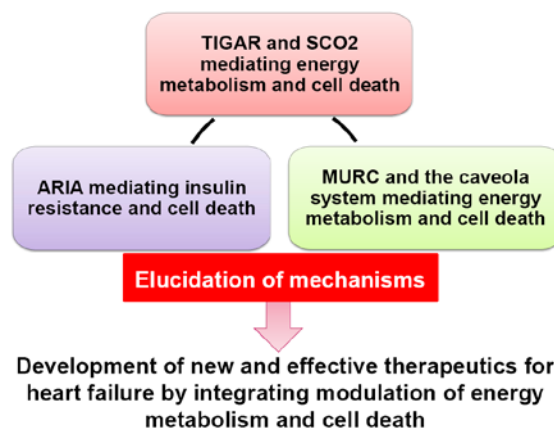 TIGAR and SCO2
mediating energy
metabolism and cell death
ARIA mediating insulin
resistance and cell death
MURC and the caveola
system mediating energy
metabolism and cell death
Elucidation of mechanisms
Development of new and effective therapeutics for
heart failure by integrating modulation of energy
metabolism and cell death